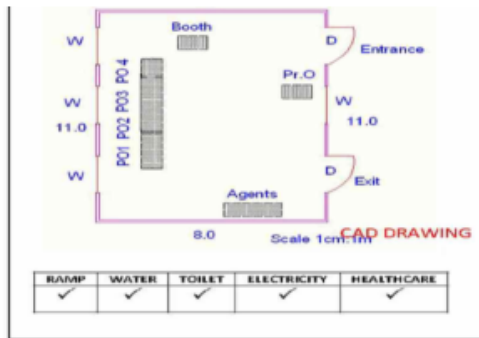 Booth
W
D
Entrance
PO1 PO2 PO3 PO4
Pr.O
W
W
11.0
11.0
D
W
Exit
Agents
8.0
Scale 1cm:1m
CAD DRAWING
RAMP WATER TOILET ELECTRICITY HEALTHCARE
✓ ✓ ✓ ✓ ✓